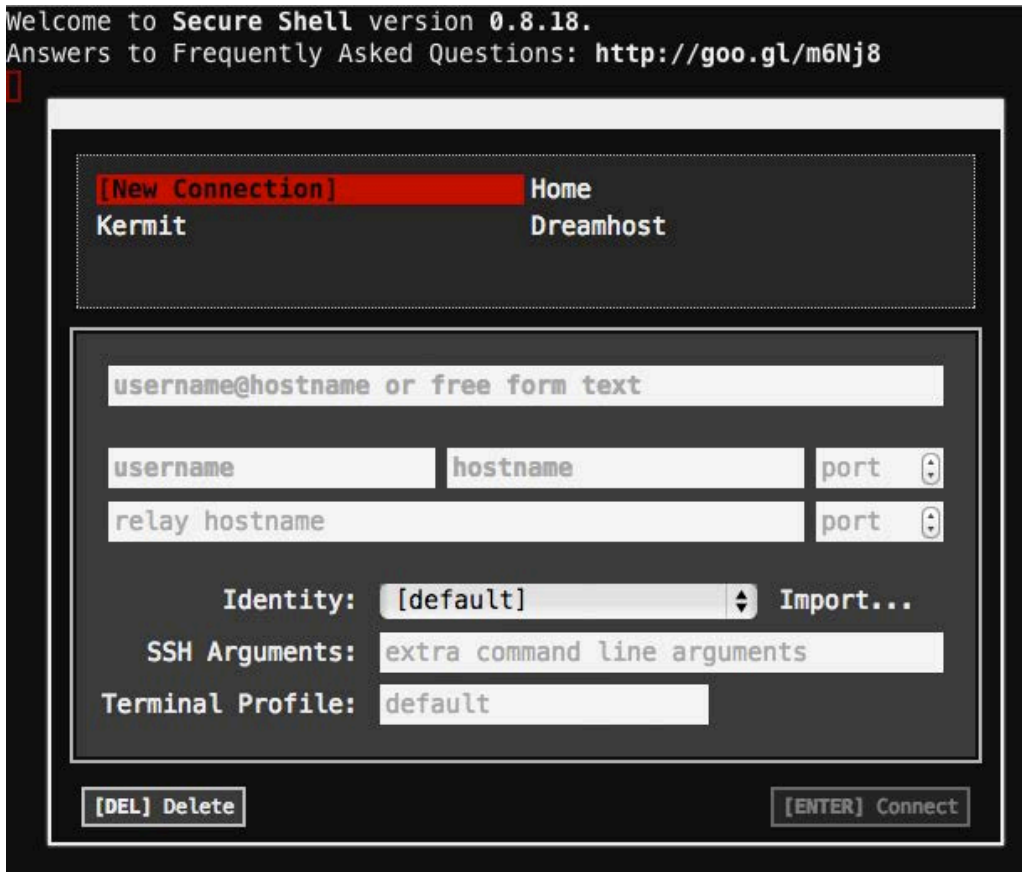 Welcome to Secure Shell version 0.8.18.
Answers to Frequently Asked Questions: http://goo.gl/m6Nj8
[New Connection] Home
Kermit Dreamhost
username@hostname or free form text
username hostname port
relay hostname port
Identity: [default] Import...
SSH Arguments: extra command line arguments
Terminal Profile: default
[DEL] Delete [ENTER] Connect